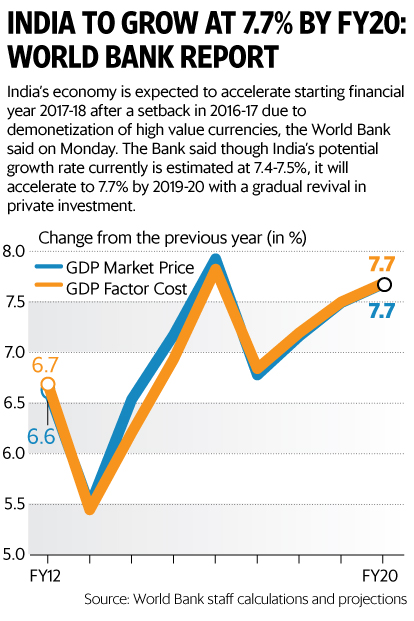 INDIA TO GROW AT 7.7% BY FY20:
WORLD BANK REPORT
India's economy is expected to accelerate starting financial
year 2017-18 after a setback in 2016-17 due to
demonetization of high value currencies, the World Bank
said on Monday. The Bank said though India's potential
growth rate currently is estimated at 7.4-7.5%, it will
accelerate to 7.7% by 2019-20 with a gradual revival in
private investment.
Change from the previous year (in %)
8.0
GDP Market Price
GDP Factor Cost
7.7
7.5
7.7
7.0
6.7
6.5
6.6
6.0
5.5
5.0
FY12
FY20
Source: World Bank staff calculations and projections